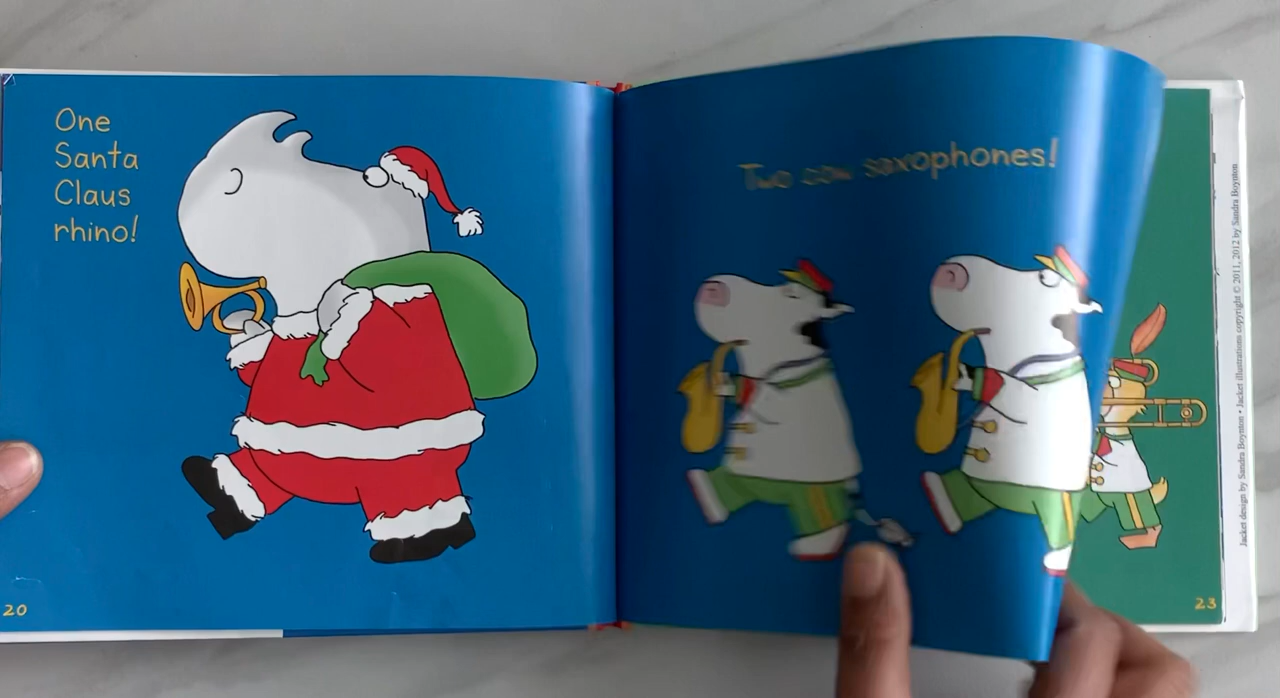 One
Santa
Claus
rhino!
Two cow saxophones!
20
23
Jacket design by Sandra Boynton • Jacket illustrations copyright © 2011, 2012 by Sandra Boynton